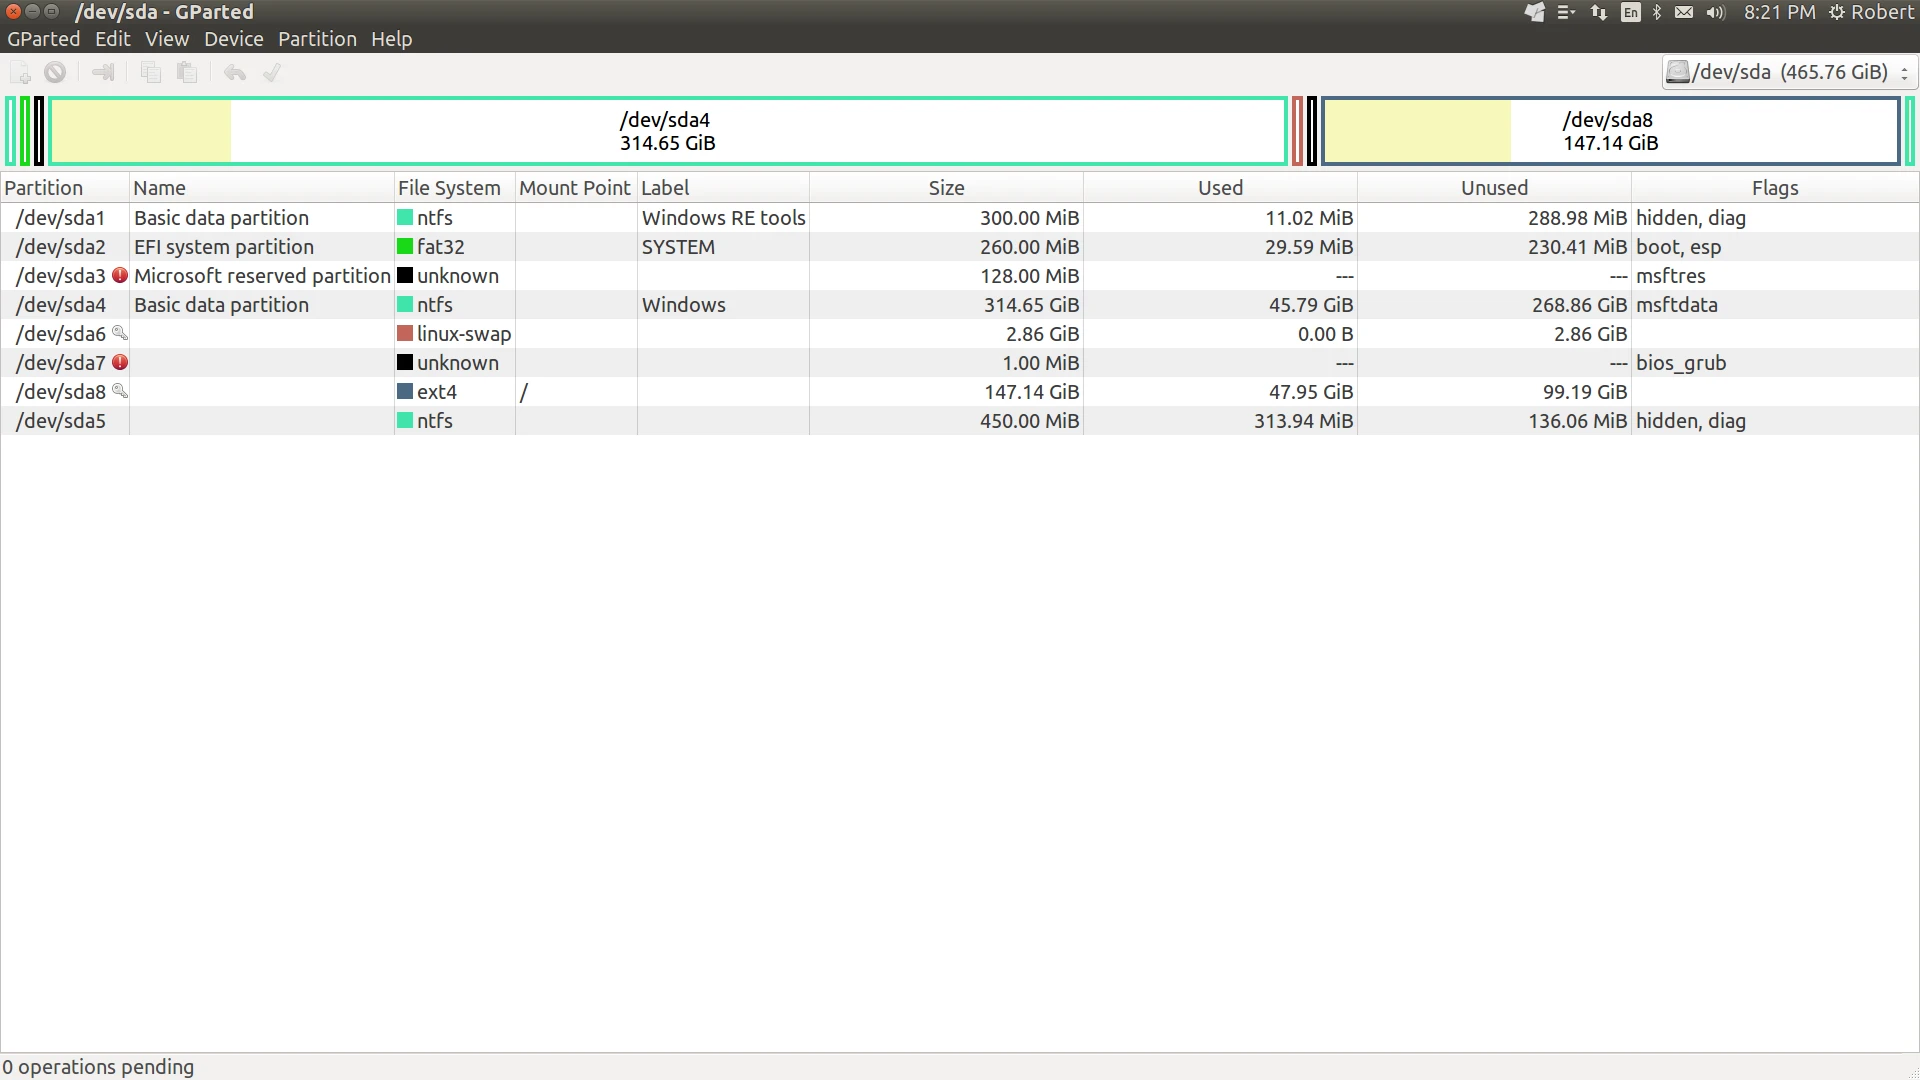 /dev/sda - GParted
En 8:21 PM Robert
GParted Edit View Device Partition Help
/dev/sda (465.76 GiB)
/dev/sda4
314.65 GiB
/dev/sda8
147.14 GiB
Partition Name File System Mount Point Label Size Used Unused Flags
/dev/sda1 Basic data partition ntfs Windows RE tools 300.00 MiB 11.02 MiB 288.98 MiB hidden, diag
/dev/sda2 EFI system partition fat32 SYSTEM 260.00 MiB 29.59 MiB 230.41 MiB boot, esp
/dev/sda3 Microsoft reserved partition unknown 128.00 MiB --- --- msftres
/dev/sda4 Basic data partition ntfs Windows 314.65 GiB 45.79 GiB 268.86 GiB msftdata
/dev/sda6 linux-swap 2.86 GiB 0.00 B 2.86 GiB
/dev/sda7 unknown 1.00 MiB --- --- bios_grub
/dev/sda8 ext4 / 147.14 GiB 47.95 GiB 99.19 GiB
/dev/sda5 ntfs 450.00 MiB 313.94 MiB 136.06 MiB hidden, diag
0 operations pending